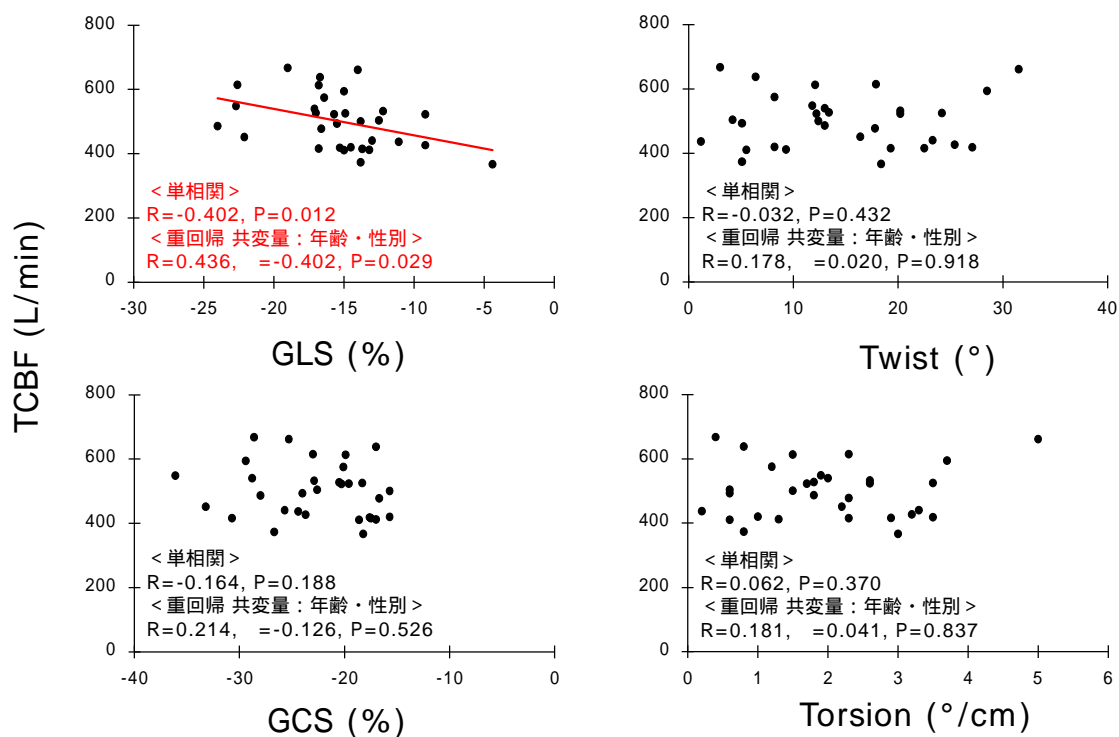 TCBF (L/min)
800
600
400
200
0
＜単相関＞
R=-0.402, P=0.012
＜重回帰 共変量：年齢・性別＞
R=0.436, =-0.402, P=0.029
-30 -25 -20 -15 -10 -5 0
GLS (%)
800
600
400
200
0
＜単相関＞
R=-0.032, P=0.432
＜重回帰 共変量：年齢・性別＞
R=0.178, =0.020, P=0.918
0 10 20 30 40
Twist (°)
800
600
400
200
0
＜単相関＞
R=-0.164, P=0.188
＜重回帰 共変量：年齢・性別＞
R=0.214, =-0.126, P=0.526
-40 -30 -20 -10 0
GCS (%)
800
600
400
200
0
＜単相関＞
R=0.062, P=0.370
＜重回帰 共変量：年齢・性別＞
R=0.181, =0.041, P=0.837
0 1 2 3 4 5 6
Torsion (°/cm)